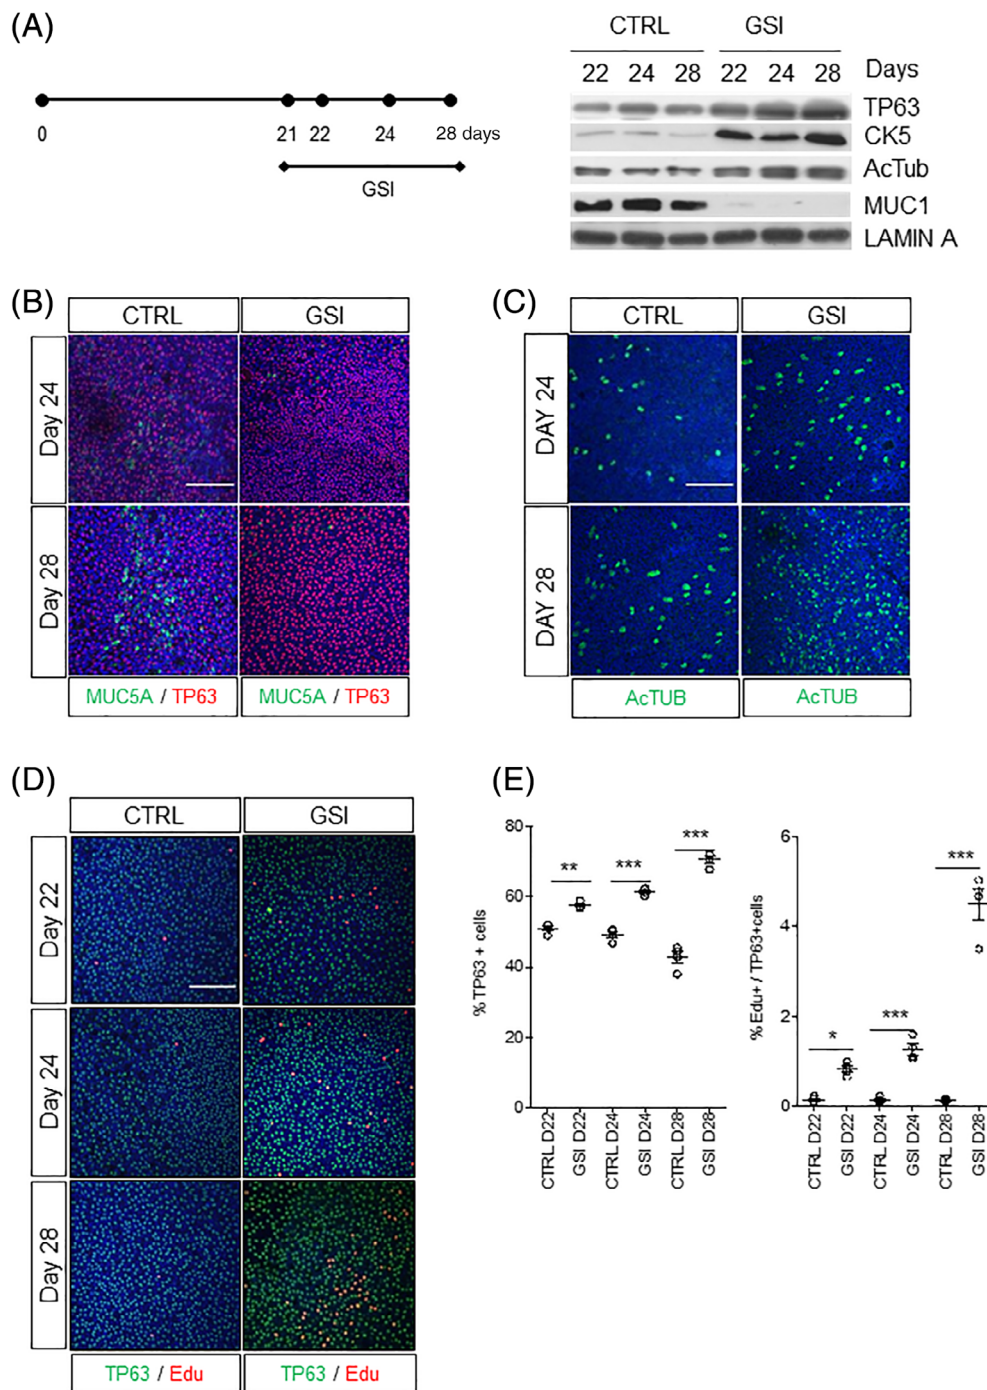 (A)
0
21
22
24
28 days
GSI
CTRL GSI
22 24 28 22 24 28 Days
TP63
CK5
AcTub
MUC1
LAMIN A
(B)
CTRL
GSI
Day 24
Day 28
MUC5A / TP63
MUC5A / TP63
(C)
CTRL
GSI
DAY 24
DAY 28
AcTUB
AcTUB
(D)
CTRL
GSI
Day 22
Day 24
Day 28
TP63 / Edu
TP63 / Edu
(E)
% TP63 + cells
80
60
40
20
0
**
***
***
CTRL D22
GSI D22
CTRL D24
GSI D24
CTRL D28
GSI D28
% Edu+ / TP63+cells
6
4
2
0
*
***
***
CTRL D22
GSI D22
CTRL D24
GSI D24
CTRL D28
GSI D28